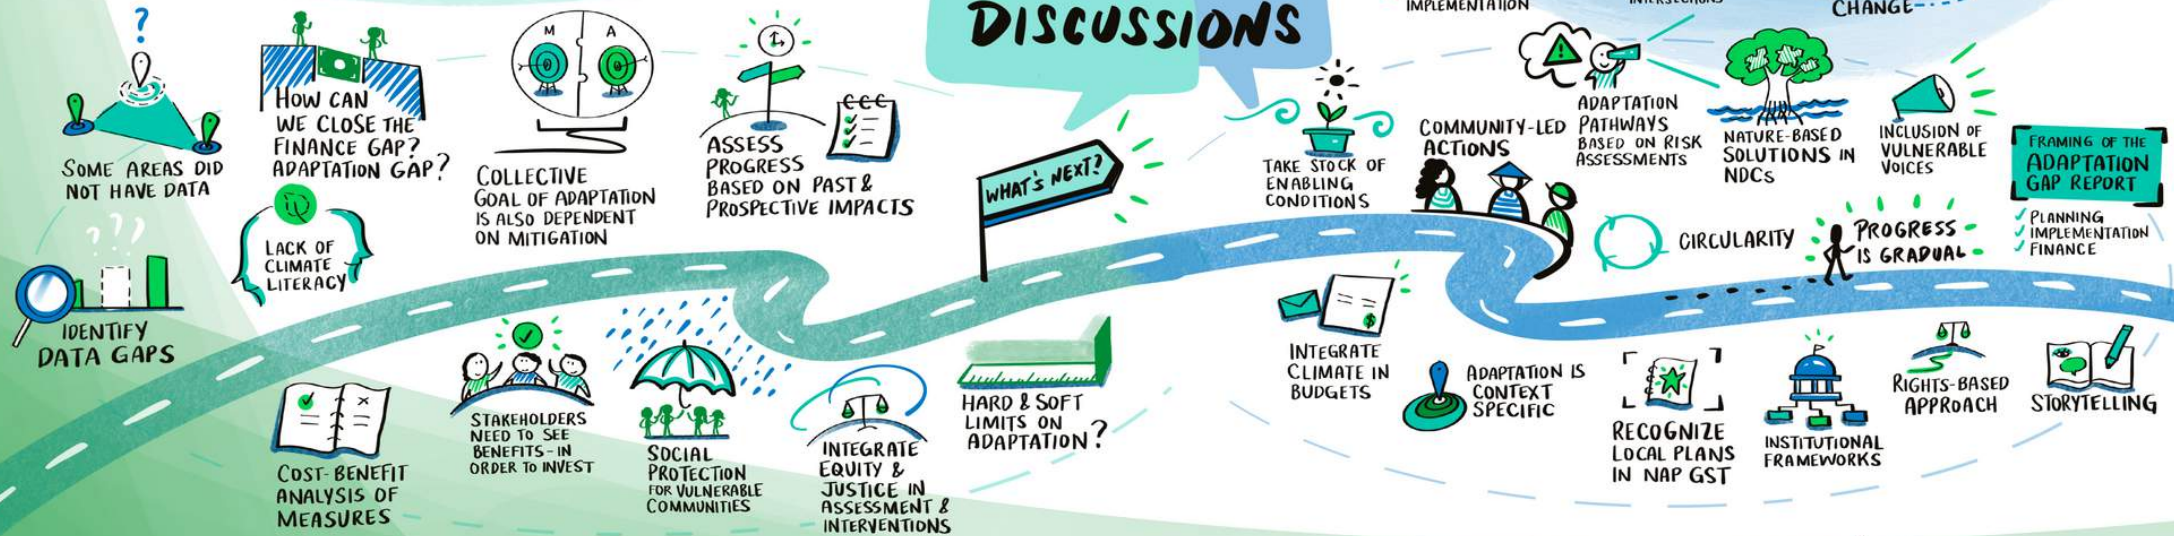 DISCUSSIONS
IMPLEMENTATION
CHANGE
?
SOME AREAS DID
NOT HAVE DATA
HOW CAN
WE CLOSE THE
FINANCE GAP?
ADAPTATION GAP?
M
A
COLLECTIVE
GOAL OF ADAPTATION
IS ALSO DEPENDENT
ON MITIGATION
ASSESS
PROGRESS
BASED ON PAST &
PROSPECTIVE IMPACTS
WHAT'S NEXT?
TAKE STOCK OF
ENABLING
CONDITIONS
COMMUNITY-LED
ACTIONS
ADAPTATION
PATHWAYS
BASED ON RISK
ASSESSMENTS
NATURE-BASED
SOLUTIONS IN
NDCs
INCLUSION OF
VULNERABLE
VOICES
FRAMING OF THE
ADAPTATION
GAP REPORT
PLANNING
IMPLEMENTATION
FINANCE
???
IDENTIFY
DATA GAPS
LACK OF
CLIMATE
LITERACY
CIRCULARITY
PROGRESS
IS GRADUAL
COST-BENEFIT
ANALYSIS OF
MEASURES
STAKEHOLDERS
NEED TO SEE
BENEFITS-IN
ORDER TO INVEST
SOCIAL
PROTECTION
FOR VULNERABLE
COMMUNITIES
INTEGRATE
EQUITY &
JUSTICE IN
ASSESSMENT &
INTERVENTIONS
HARD & SOFT
LIMITS ON
ADAPTATION?
$
INTEGRATE
CLIMATE IN
BUDGETS
ADAPTATION IS
CONTEXT
SPECIFIC
RECOGNIZE
LOCAL PLANS
IN NAP GST
INSTITUTIONAL
FRAMEWORKS
RIGHTS-BASED
APPROACH
STORYTELLING